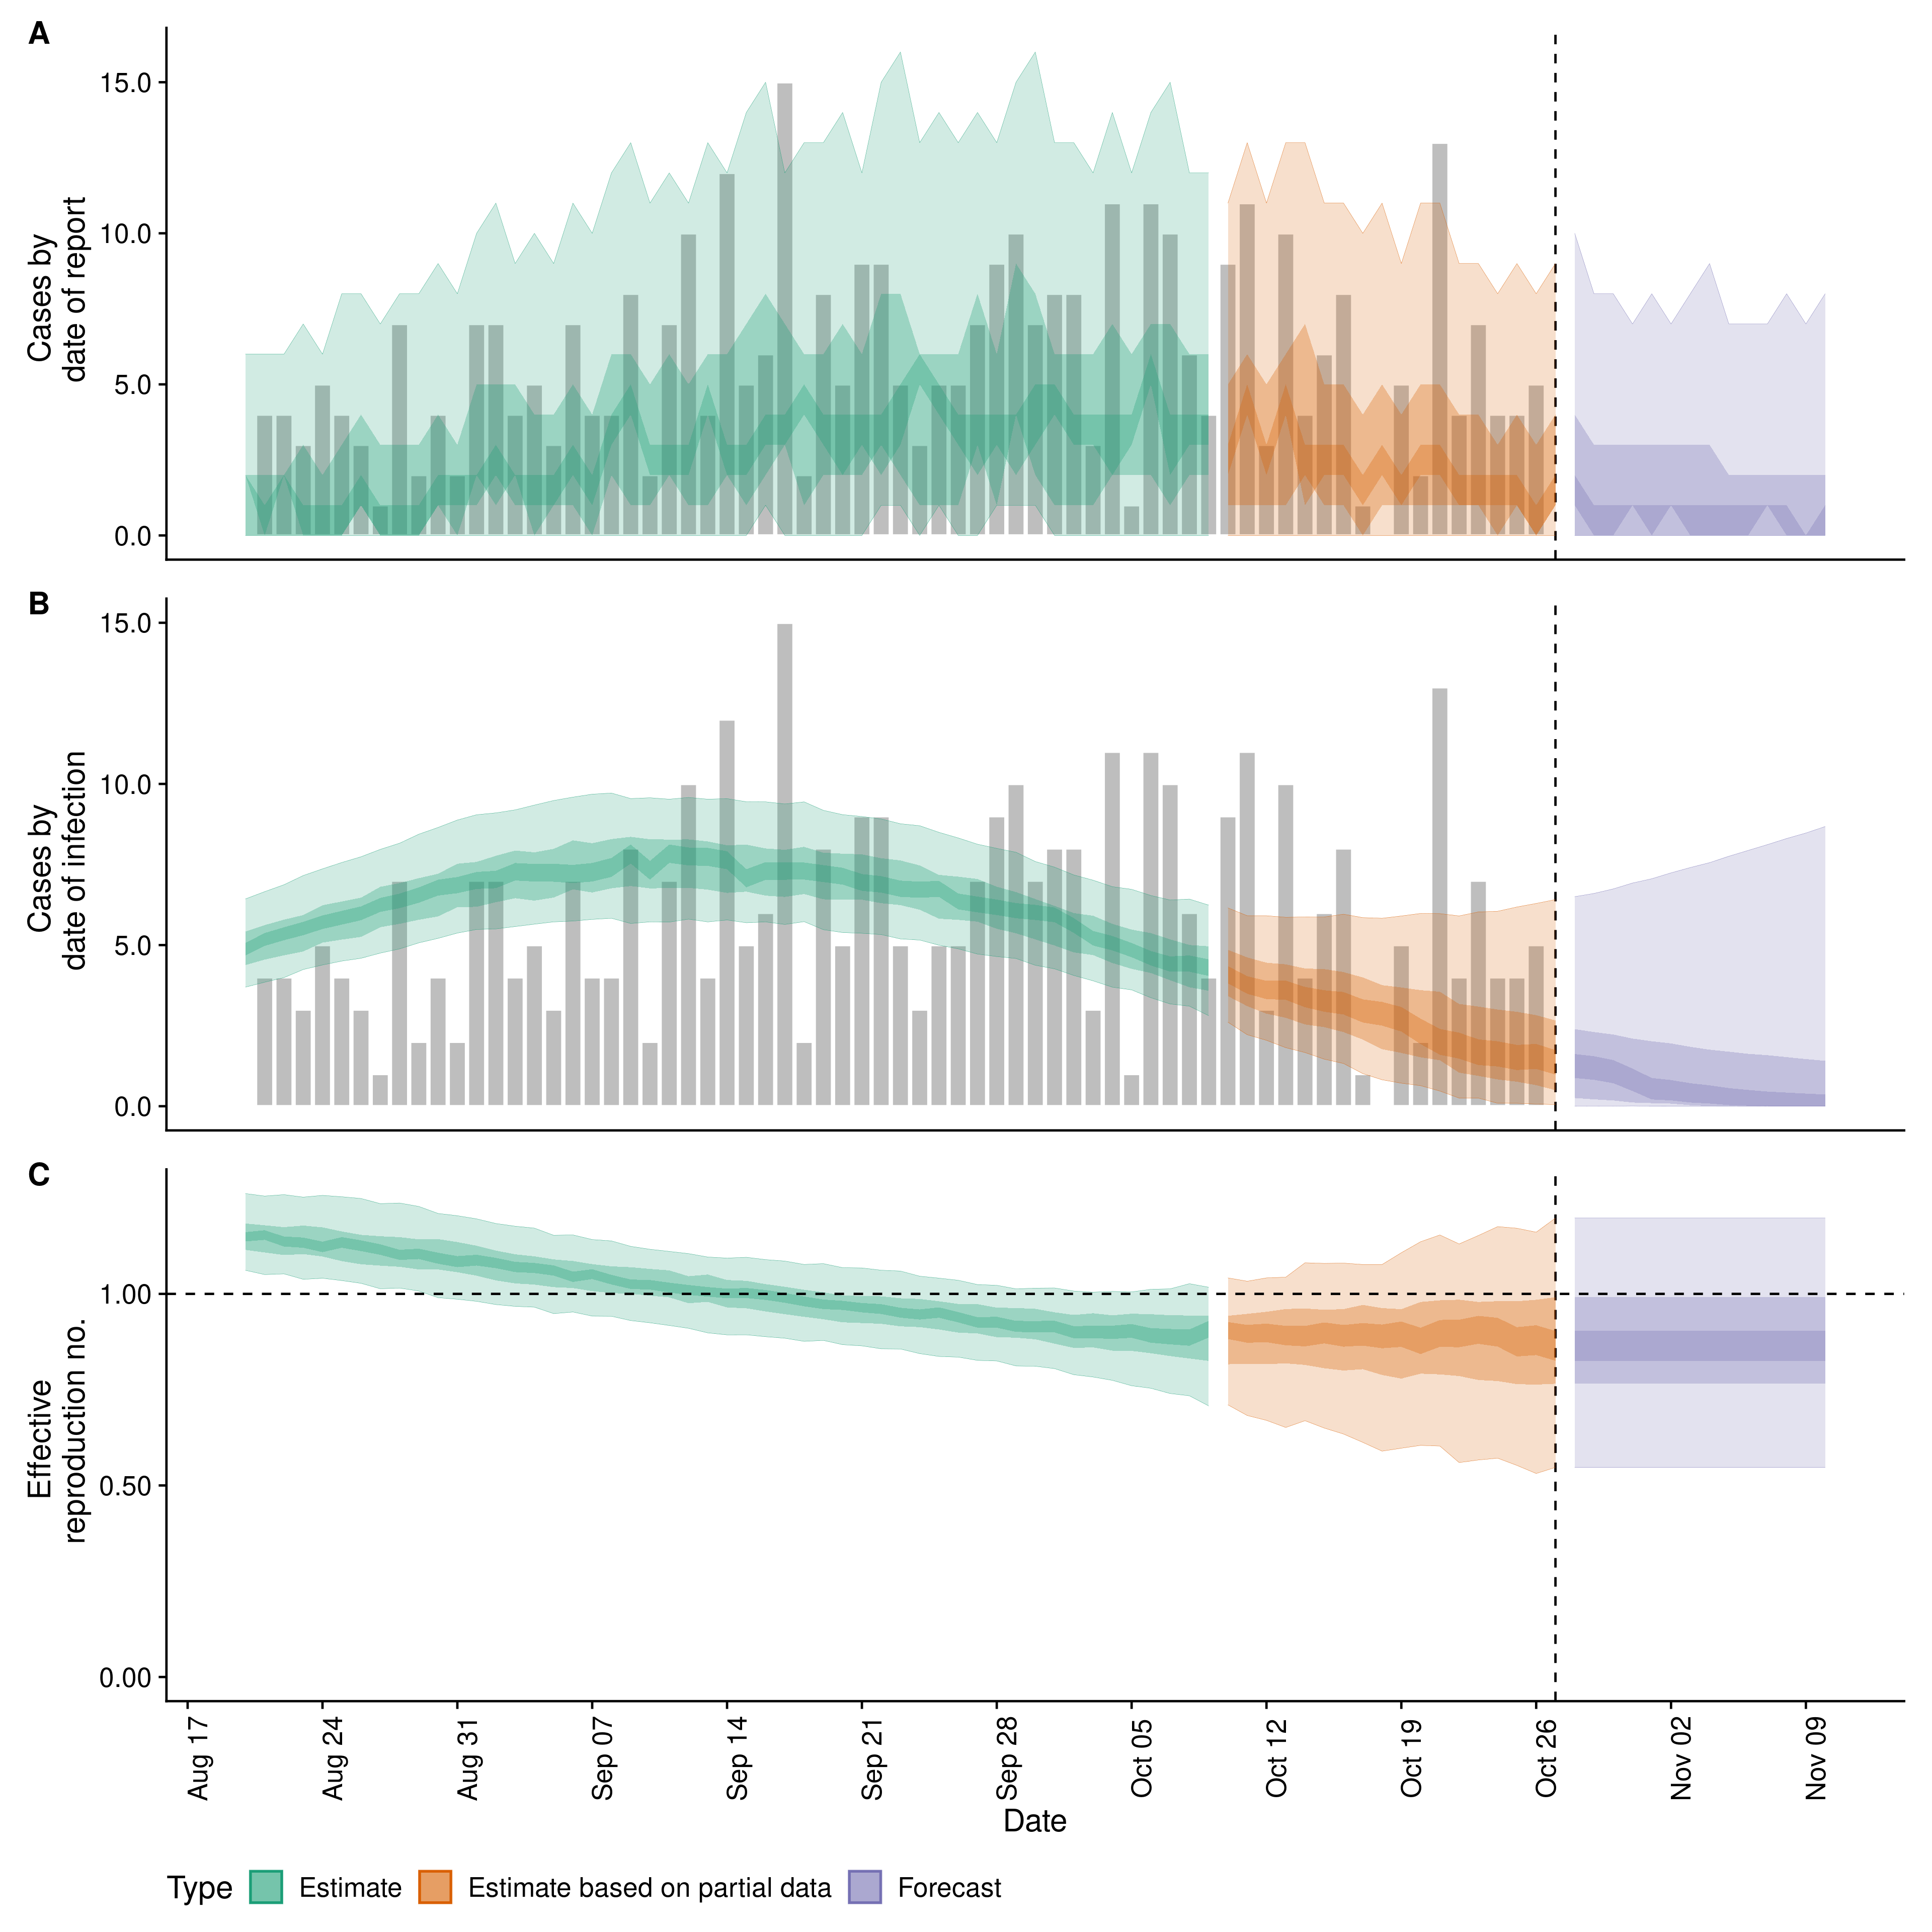 A
15.0
10.0
5.0
0.0
Cases by
date of report
B
15.0
10.0
5.0
0.0
Cases by
date of infection
C
1.00
0.50
0.00
Effective
reproduction no.
Aug 17
Aug 24
Aug 31
Sep 07
Sep 14
Sep 21
Sep 28
Oct 05
Oct 12
Oct 19
Oct 26
Nov 02
Nov 09
Date
Type Estimate Estimate based on partial data Forecast